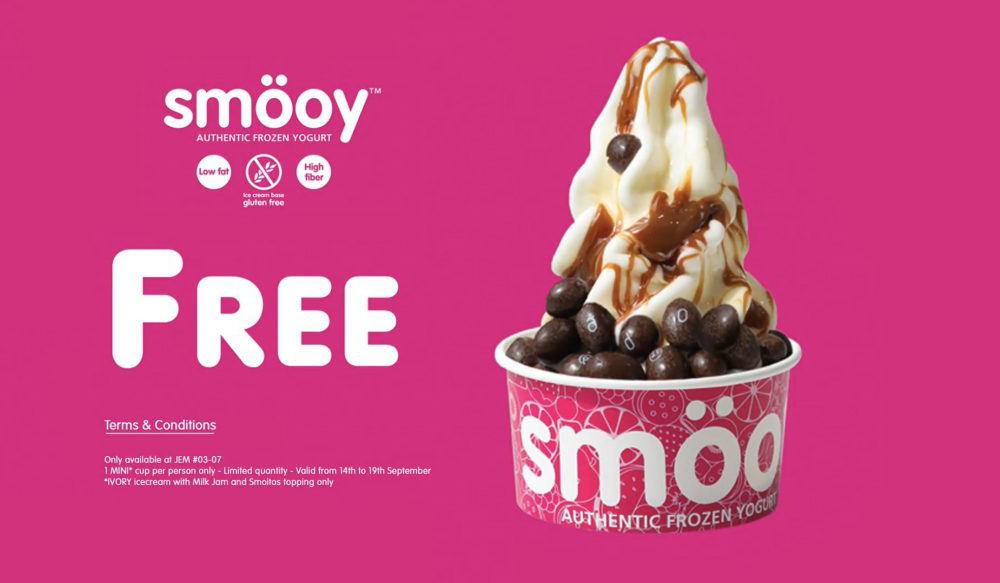 smöoy™
AUTHENTIC FROZEN YOGURT
Low fat
High
fiber
Ice cream base
gluten free
FREE
Terms & Conditions
Only available at JEM #03-07
1 MINI* cup per person only - Limited quantity - Valid from 14th to 19th September
*IVORY icecream with Milk Jam and Smoitos topping only
smöo
AUTHENTIC FROZEN YOGURT